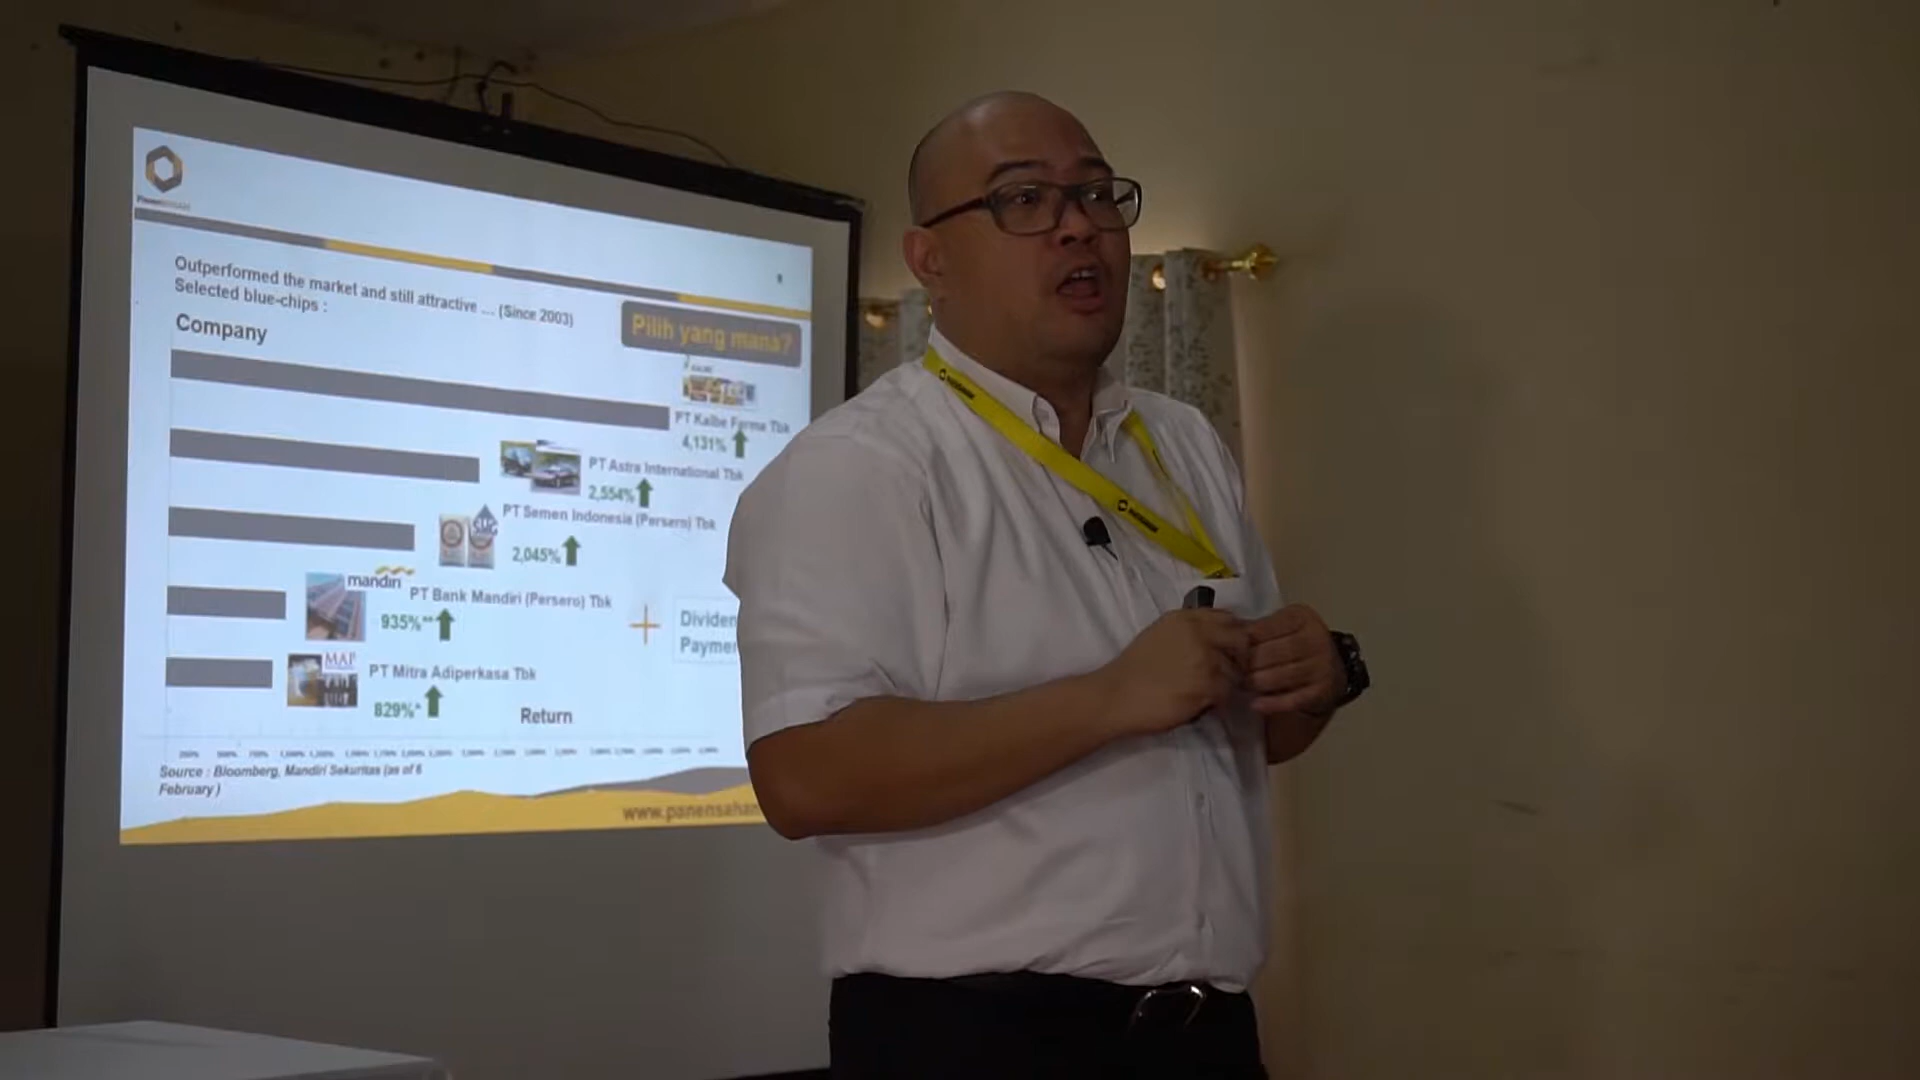 Outperformed the market and still attractive ... (Since 2003)
Selected blue-chips :
Pilih yang mana?
Company
PT Kalbe Farma Tbk
4,131%
PT Astra International Tbk
2,554%
PT Semen Indonesia (Persero) Tbk
2,045%
mandiri
PT Bank Mandiri (Persero) Tbk
935%**
Dividen
Payme
MAP
PT Mitra Adiperkasa Tbk
829%*
Return
Source : Bloomberg, Mandiri Sekuritas (as of 6
February )
www.panensaham